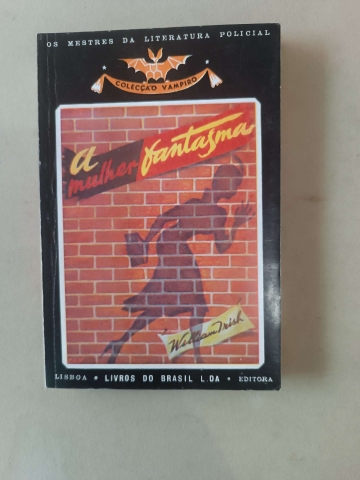 OS MESTRES DA LITERATURA POLICIAL
COLECÇÃO VAMPIRO
a mulher fantasma
William Irish
LISBOA • LIVROS DO BRASIL L.DA • EDITORA